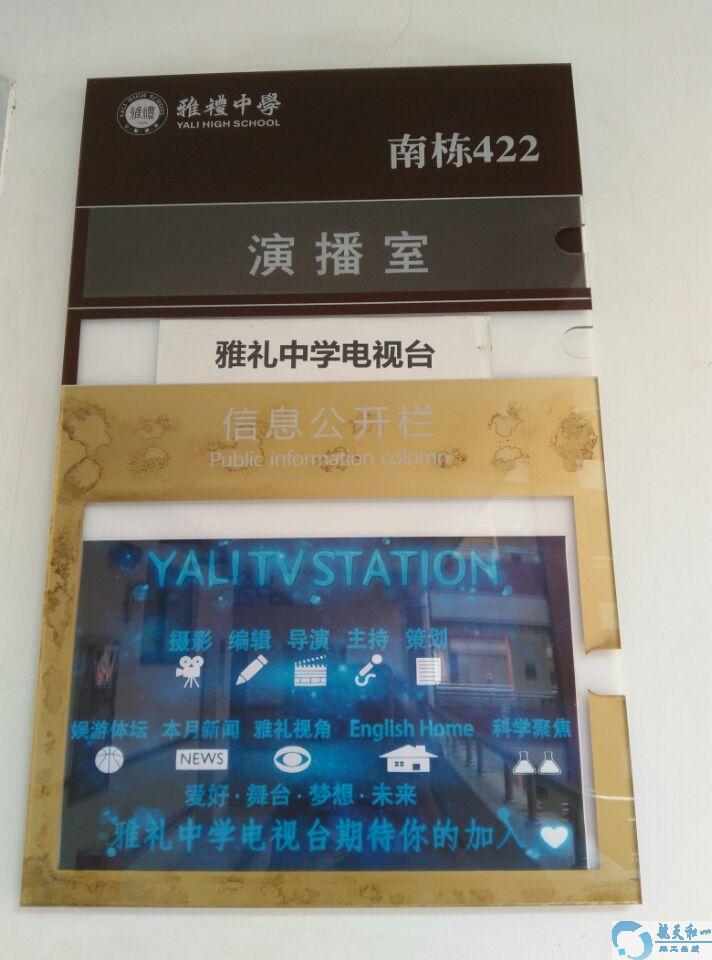 雅禮中學
YALI HIGH SCHOOL
南栋422
演播室
雅礼中学电视台
信息公开栏
Public information column
YALI TV STATION
摄影 编辑 导演 主持 策划
娱游体坛 本月新闻 雅礼视角 English Home 科学聚焦
NEWS
爱好·舞台·梦想·未来
雅礼中学电视台期待你的加入